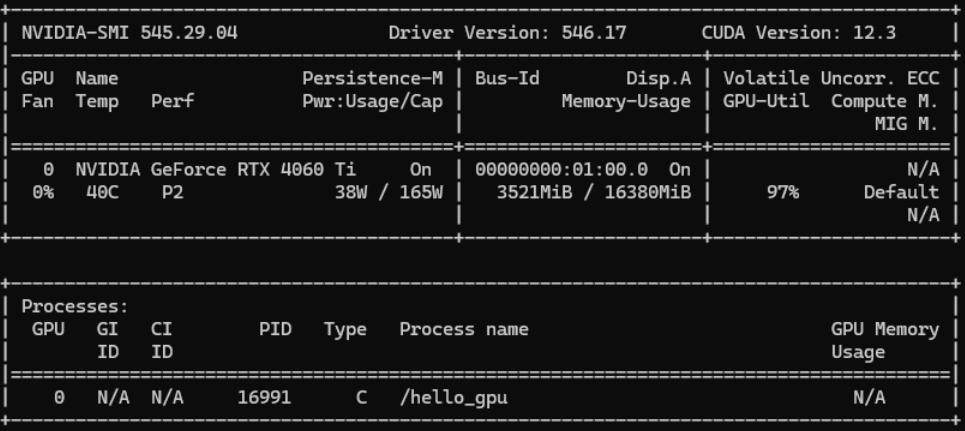 NVIDIA-SMI 545.29.04 Driver Version: 546.17 CUDA Version: 12.3
GPU Name Persistence-M | Bus-Id Disp.A | Volatile Uncorr. ECC
Fan Temp Perf Pwr:Usage/Cap | Memory-Usage | GPU-Util Compute M.
MIG M.
0 NVIDIA GeForce RTX 4060 Ti On | 00000000:01:00.0 On | N/A
0% 40C P2 38W / 165W | 3521MiB / 16380MiB | 97% Default
N/A
Processes:
GPU GI CI PID Type Process name GPU Memory
ID ID Usage
0 N/A N/A 16991 C /hello_gpu N/A